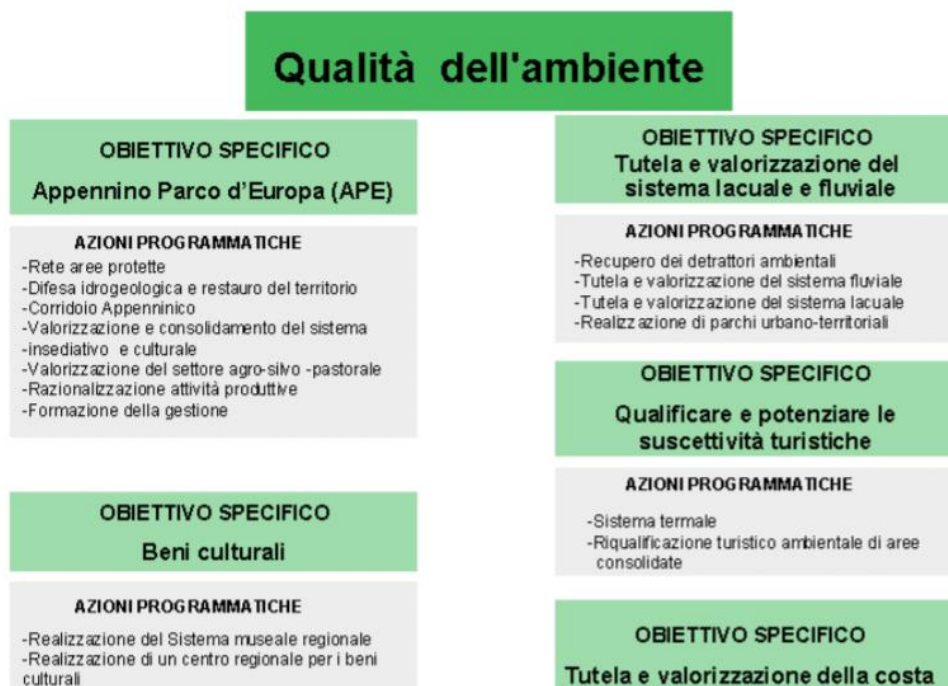 Qualità dell'ambiente
OBIETTIVO SPECIFICO
Appennino Parco d'Europa (APE)
AZIONI PROGRAMMATICHE
-Rete aree protette
-Difesa idrogeologica e restauro del territorio
-Corridoio Appenninico
-Valorizzazione e consolidamento del sistema
-insediativo e culturale
-Valorizzazione del settore agro-silvo -pastorale
-Razionalizzazione attività produttive
-Formazione della gestione
OBIETTIVO SPECIFICO
Beni culturali
AZIONI PROGRAMMATICHE
-Realizzazione del Sistema museale regionale
-Realizzazione di un centro regionale per i beni
culturali
OBIETTIVO SPECIFICO
Tutela e valorizzazione del
sistema lacuale e fluviale
AZIONI PROGRAMMATICHE
-Recupero dei detrattori ambientali
-Tutela e valorizzazione del sistema fluviale
-Tutela e valorizzazione del sistema lacuale
-Realizzazione di parchi urbano-territoriali
OBIETTIVO SPECIFICO
Qualificare e potenziare le
suscettività turistiche
AZIONI PROGRAMMATICHE
-Sistema termale
-Riqualificazione turistico ambientale di aree
consolidate
OBIETTIVO SPECIFICO
Tutela e valorizzazione della costa